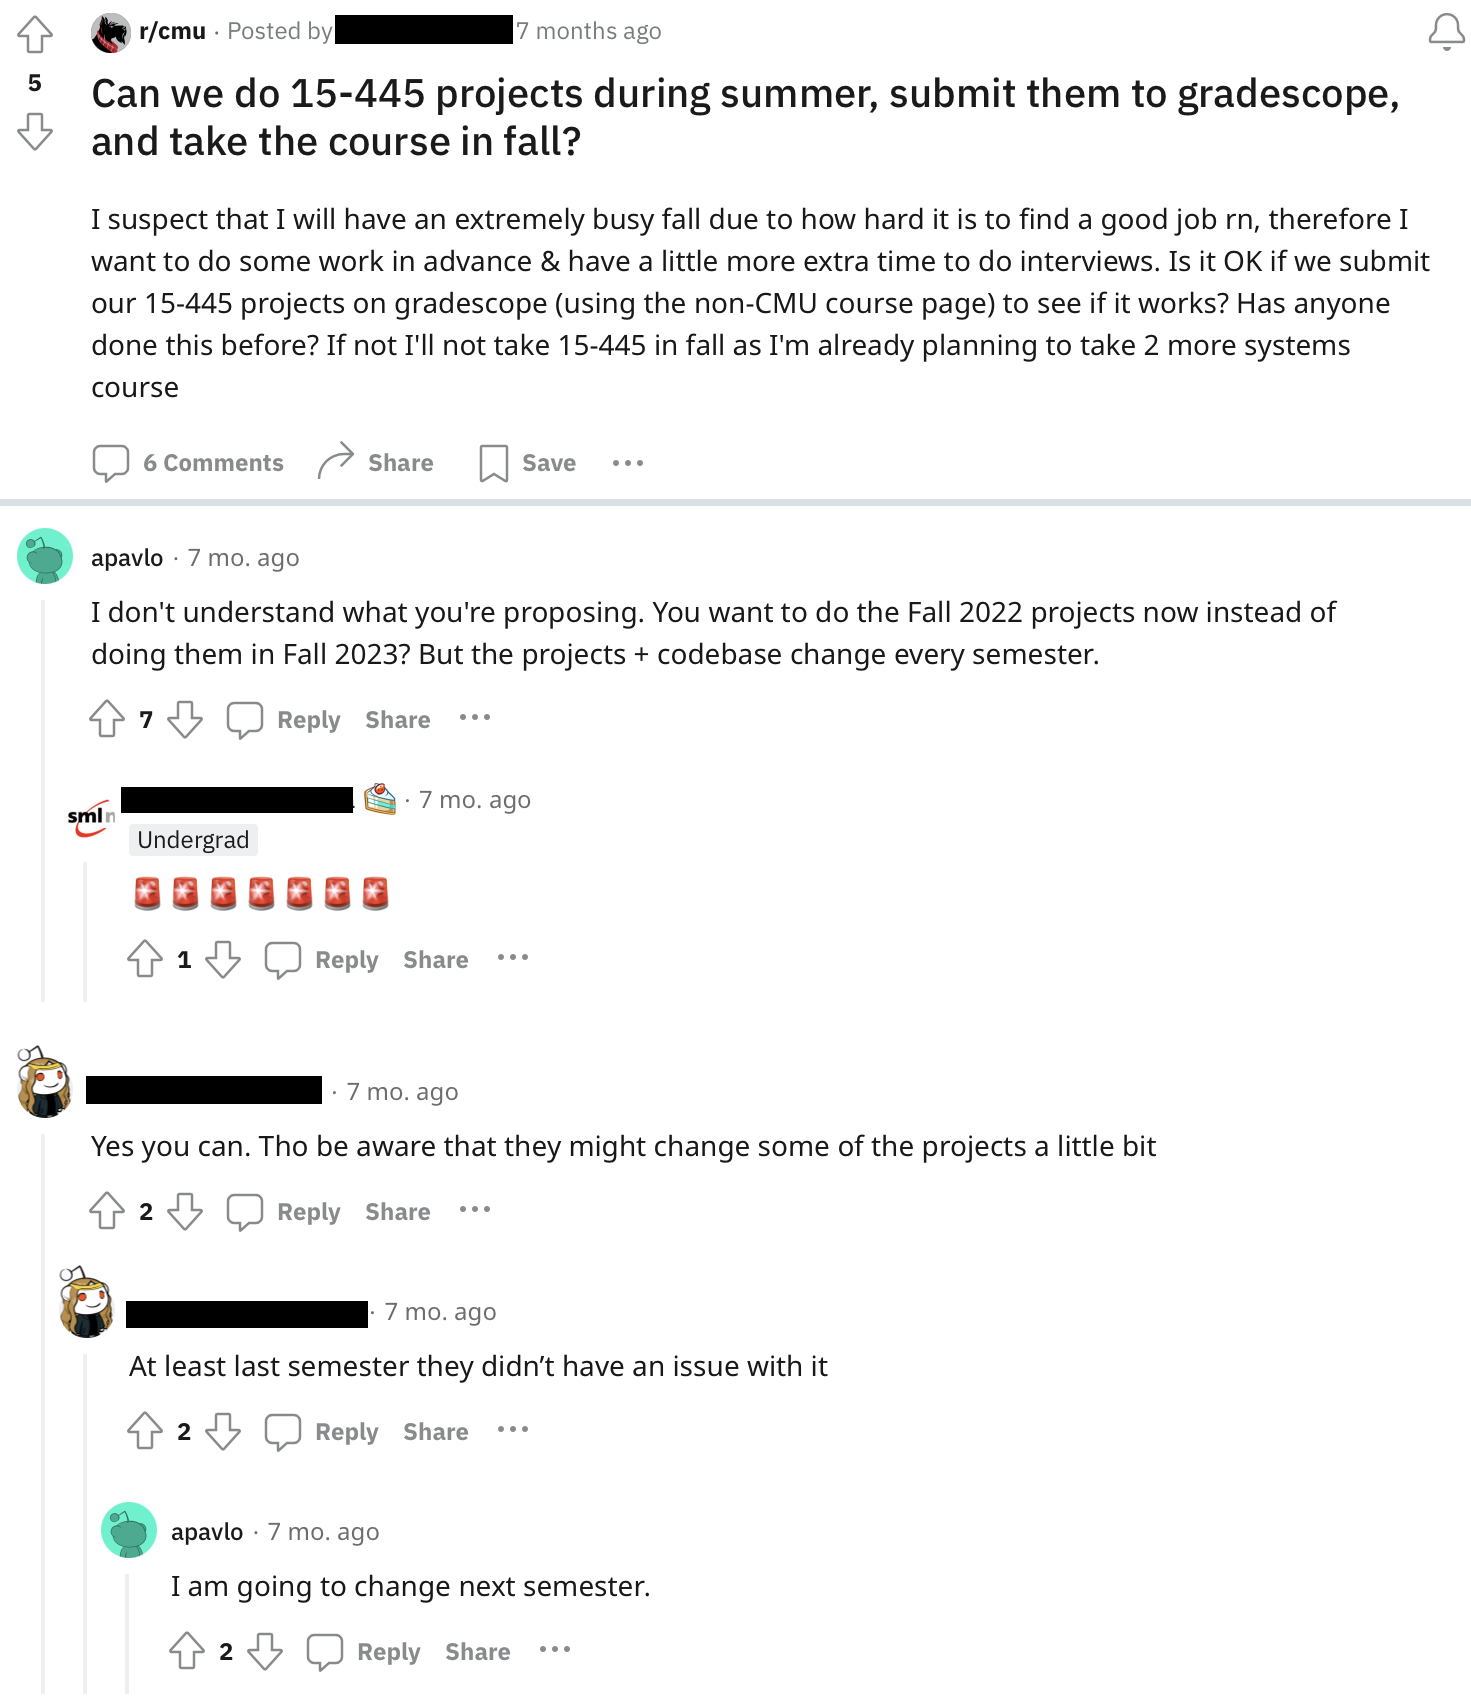 r/cmu · Posted by 7 months ago
5
Can we do 15-445 projects during summer, submit them to gradescope,
and take the course in fall?
I suspect that I will have an extremely busy fall due to how hard it is to find a good job rn, therefore I
want to do some work in advance & have a little more extra time to do interviews. Is it OK if we submit
our 15-445 projects on gradescope (using the non-CMU course page) to see if it works? Has anyone
done this before? If not I'll not take 15-445 in fall as I'm already planning to take 2 more systems
course
6 Comments Share Save ···
apavlo · 7 mo. ago
I don't understand what you're proposing. You want to do the Fall 2022 projects now instead of
doing them in Fall 2023? But the projects + codebase change every semester.
7 Reply Share ···
sml n 🍰 · 7 mo. ago
Undergrad
🚨🚨🚨🚨🚨🚨🚨
1 Reply Share ···
· 7 mo. ago
Yes you can. Tho be aware that they might change some of the projects a little bit
2 Reply Share ···
· 7 mo. ago
At least last semester they didn’t have an issue with it
2 Reply Share ···
apavlo · 7 mo. ago
I am going to change next semester.
2 Reply Share ···